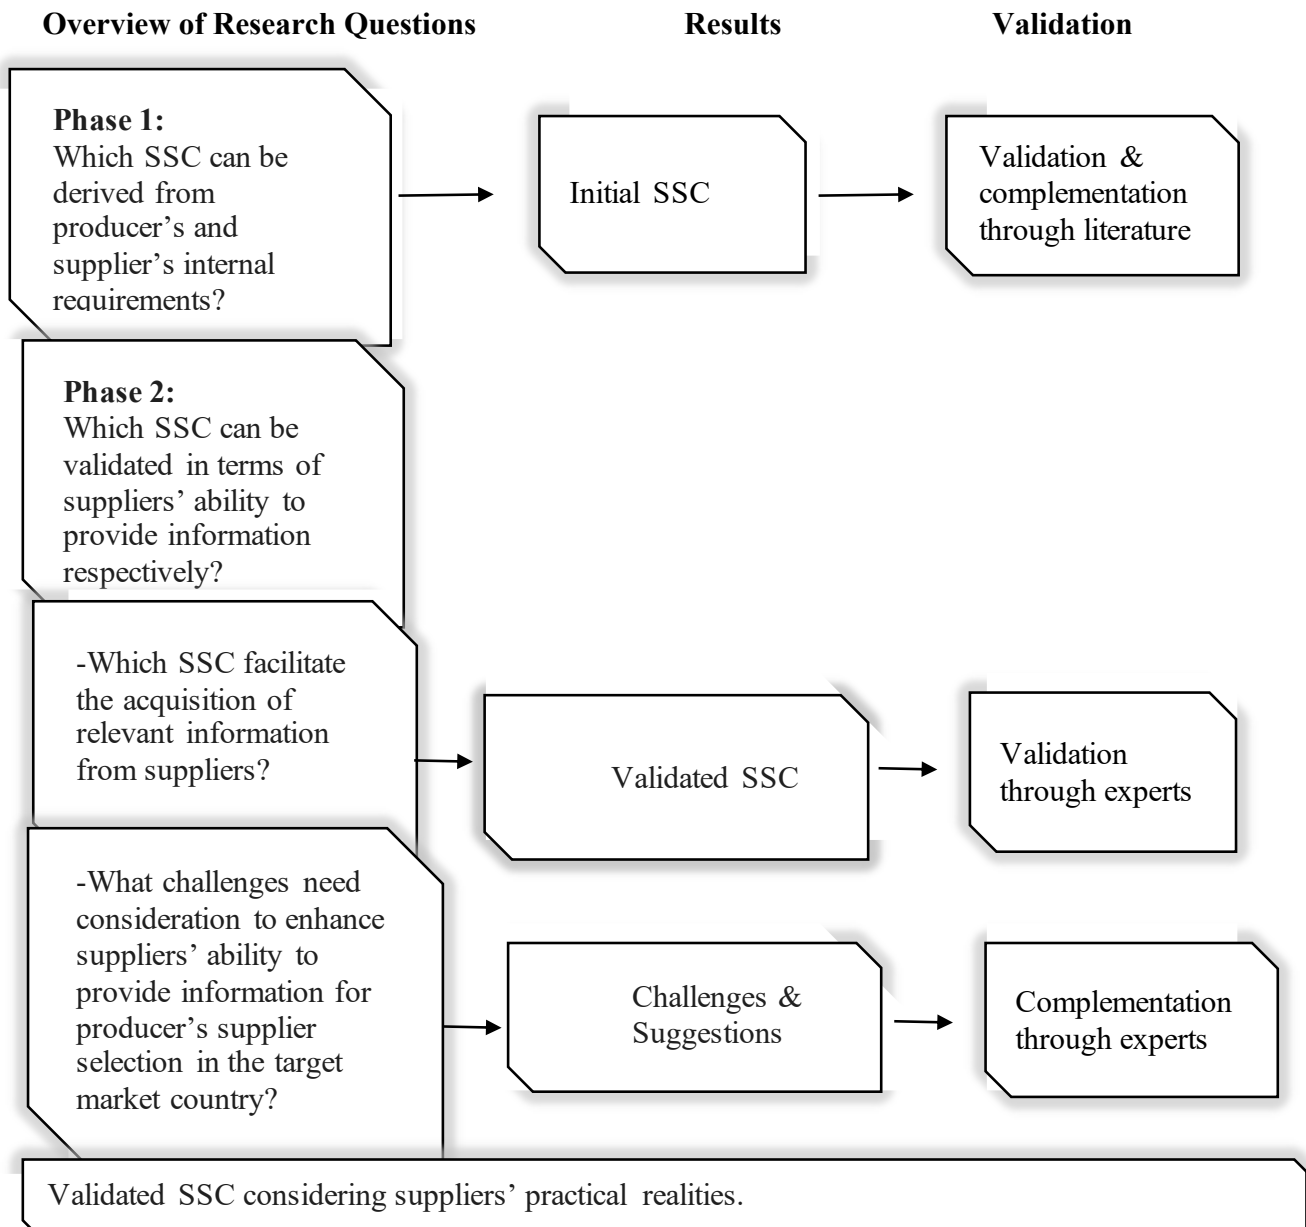 Overview of Research Questions
Results
Validation
Phase 1:
Which SSC can be
derived from
producer’s and
supplier’s internal
requirements?
Initial SSC
Validation &
complementation
through literature
Phase 2:
Which SSC can be
validated in terms of
suppliers’ ability to
provide information
respectively?
-Which SSC facilitate
the acquisition of
relevant information
from suppliers?
Validated SSC
Validation
through experts
-What challenges need
consideration to enhance
suppliers’ ability to
provide information for
producer’s supplier
selection in the target
market country?
Challenges &
Suggestions
Complementation
through experts
Validated SSC considering suppliers’ practical realities.